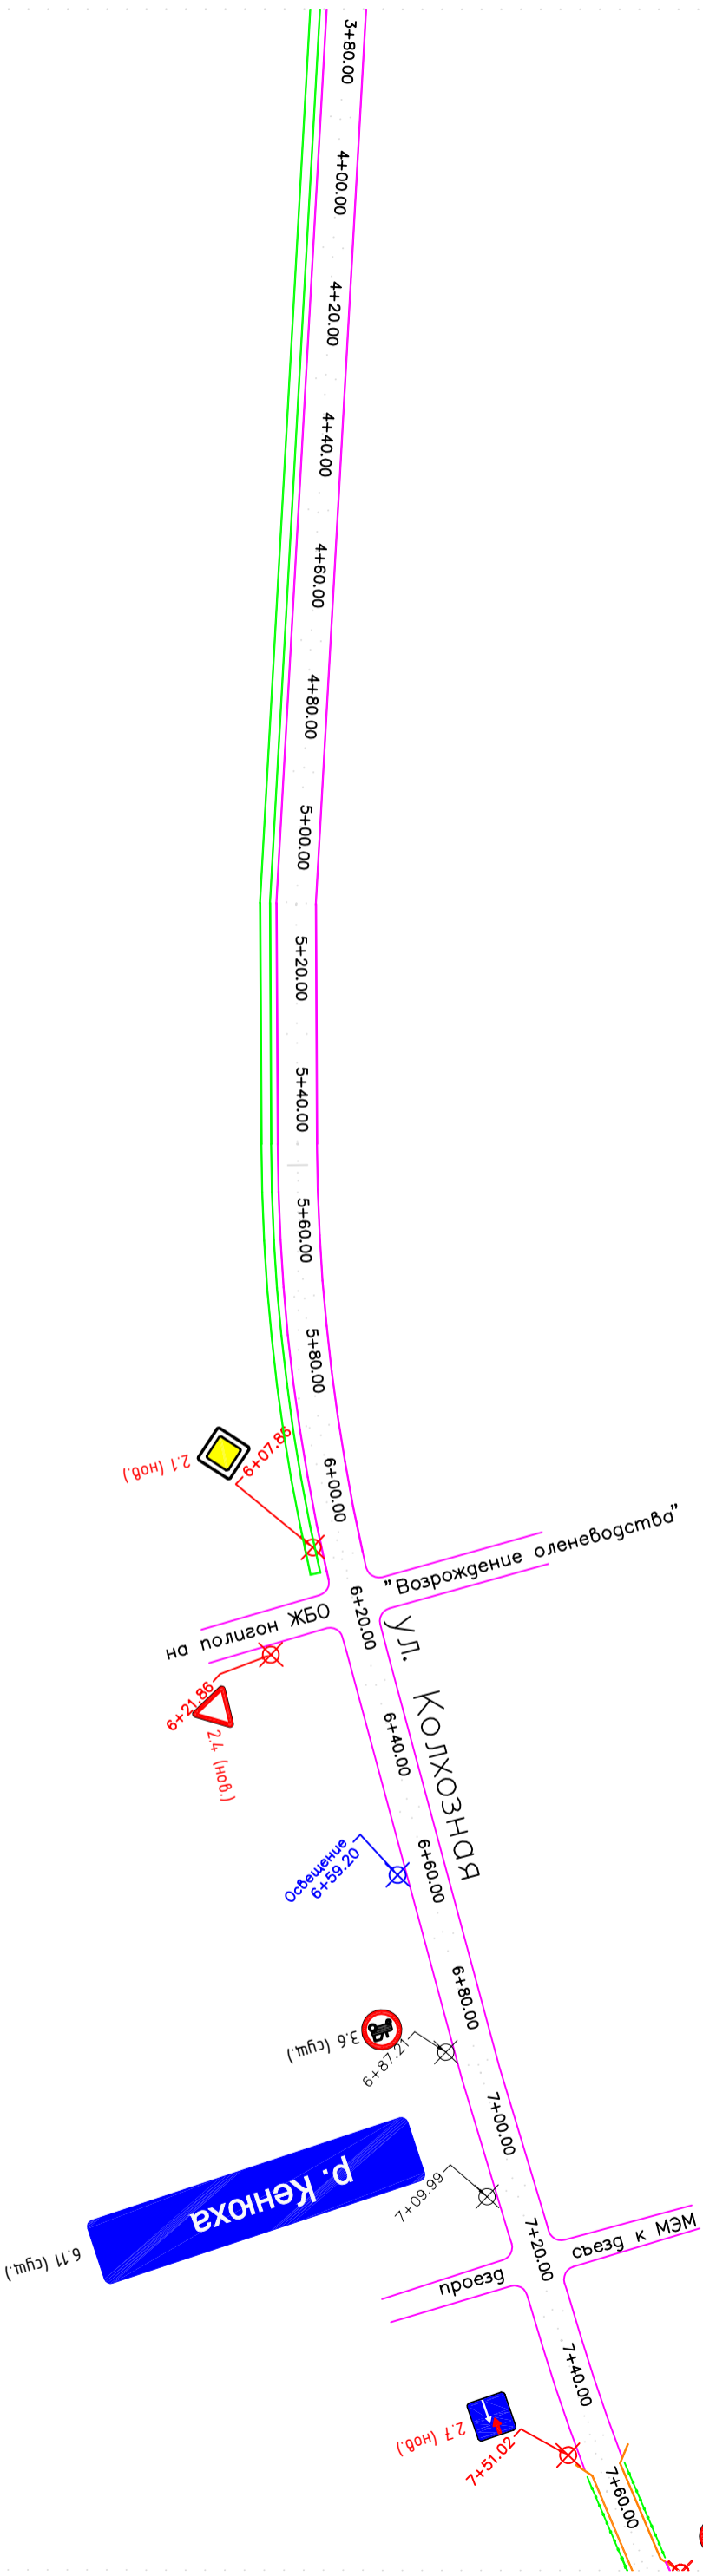 3+80.00
4+00.00
4+20.00
4+40.00
4+60.00
4+80.00
5+00.00
5+20.00
5+40.00
5+60.00
5+80.00
6+07.86
2.1 (нов.)
6+00.00
"Возрождение оленеводства"
6+20.00
на полигон ЖБО
ул. Колхозная
6+21.86
2.4 (нов.)
6+40.00
Освещение
6+59.20
6+60.00
6+80.00
3.6 (сущ.)
6+87.21
7+00.00
р. Кенюха
6.11 (сущ.)
7+09.99
7+20.00
съезд к МЭМ
проезд
7+40.00
2.7 (нов.)
7+51.02
7+60.00